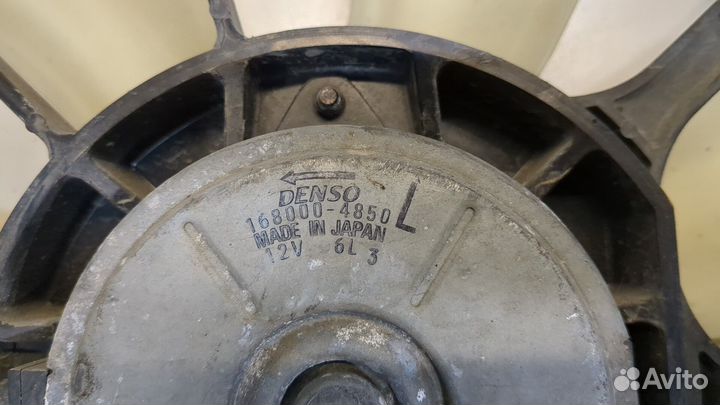 DENSO
168000-4850 L
MADE IN JAPAN
12V 6L 3
Avito